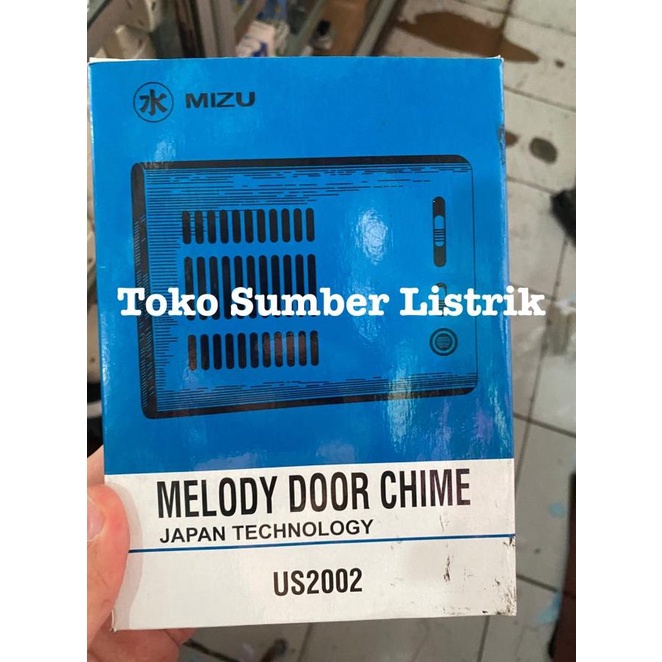 水 MIZU
Toko Sumber Listrik
MELODY DOOR CHIME
JAPAN TECHNOLOGY
US2002